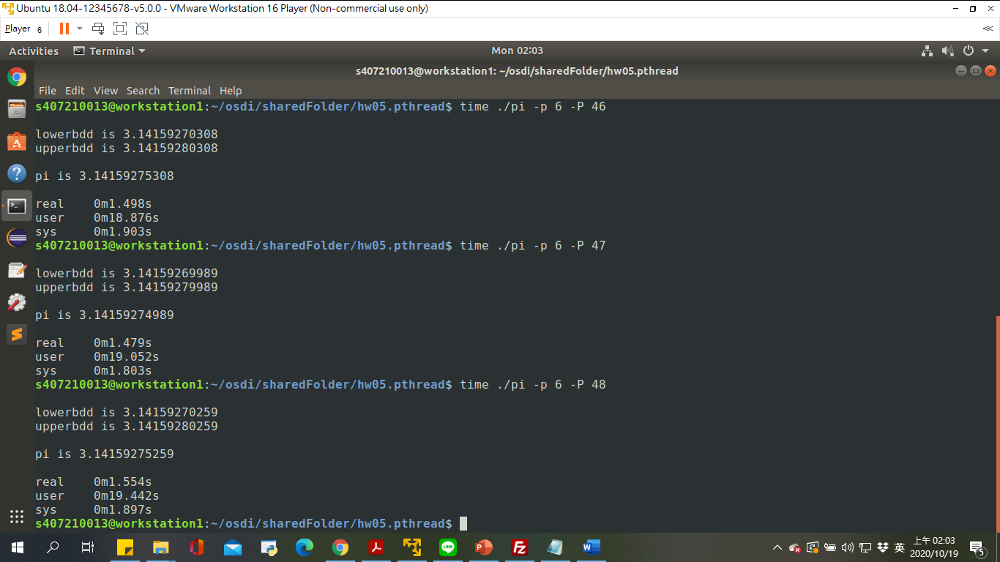 Ubuntu 18.04-12345678-v5.0.0 - VMware Workstation 16 Player (Non-commercial use only)
Player 6
Activities Terminal Mon 02:03
s407210013@workstation1: ~/osdi/sharedFolder/hw05.pthread
File Edit View Search Terminal Help
s407210013@workstation1:~/osdi/sharedFolder/hw05.pthread$ time ./pi -p 6 -P 46
lowerbdd is 3.14159270308
upperbdd is 3.14159280308
pi is 3.14159275308
real 0m1.498s
user 0m18.876s
sys 0m1.903s
s407210013@workstation1:~/osdi/sharedFolder/hw05.pthread$ time ./pi -p 6 -P 47
lowerbdd is 3.14159269989
upperbdd is 3.14159279989
pi is 3.14159274989
real 0m1.479s
user 0m19.052s
sys 0m1.803s
s407210013@workstation1:~/osdi/sharedFolder/hw05.pthread$ time ./pi -p 6 -P 48
lowerbdd is 3.14159270259
upperbdd is 3.14159280259
pi is 3.14159275259
real 0m1.554s
user 0m19.442s
sys 0m1.897s
s407210013@workstation1:~/osdi/sharedFolder/hw05.pthread$
英 上午 02:03
2020/10/19
5